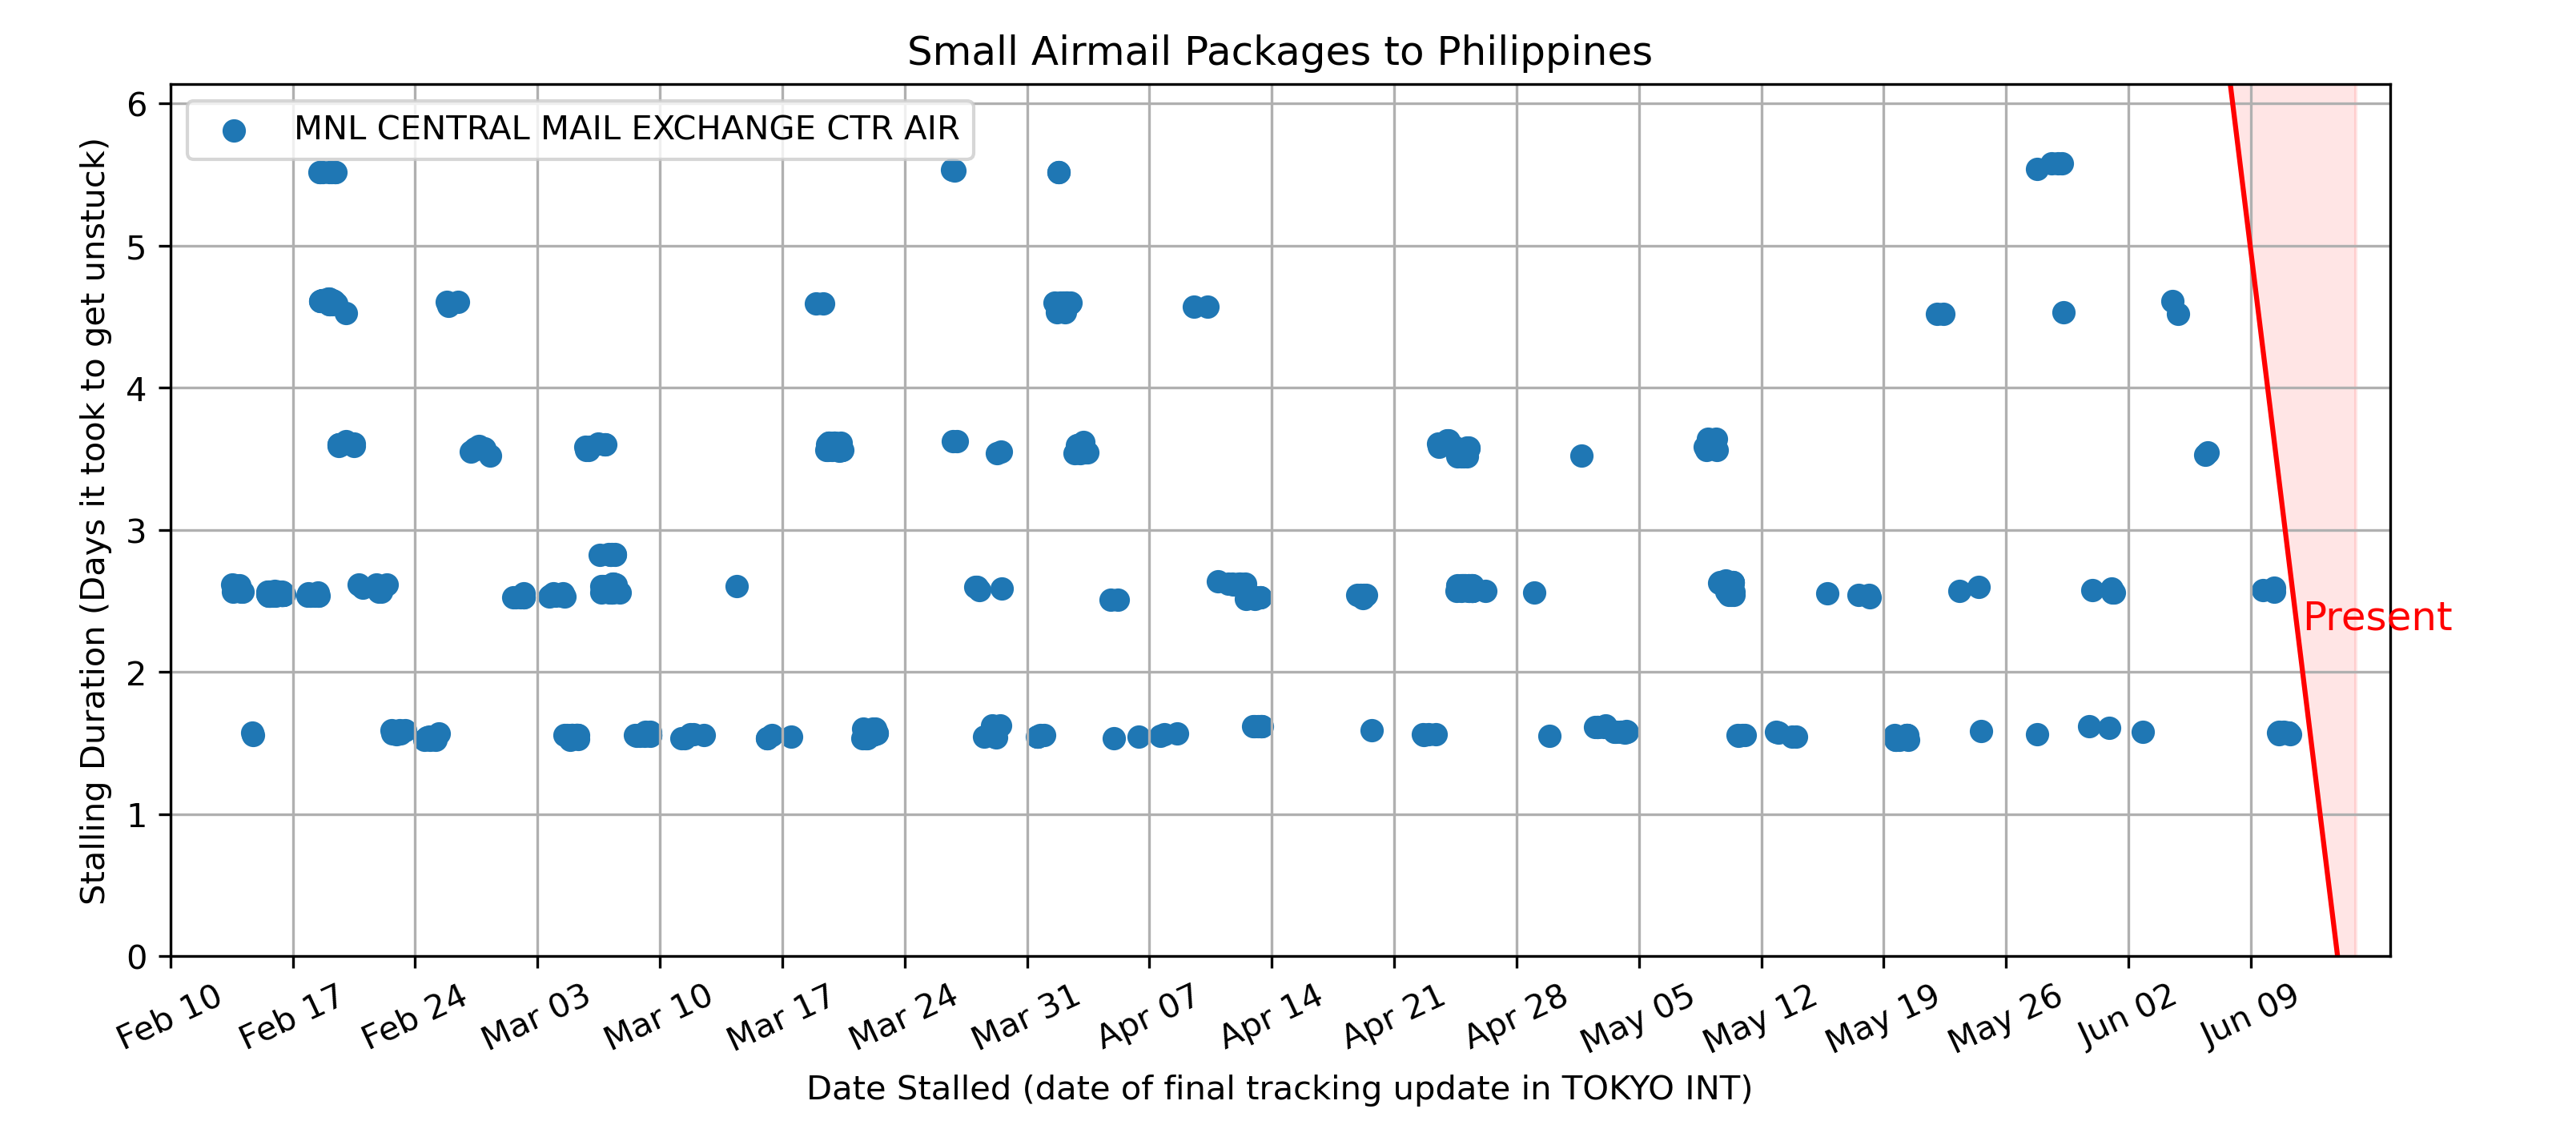 Small Airmail Packages to Philippines
MNL CENTRAL MAIL EXCHANGE CTR AIR
Stalling Duration (Days it took to get unstuck)
6
5
4
3
2
1
0
Present
Feb 10
Feb 17
Feb 24
Mar 03
Mar 10
Mar 17
Mar 24
Mar 31
Apr 07
Apr 14
Apr 21
Apr 28
May 05
May 12
May 19
May 26
Jun 02
Jun 09
Date Stalled (date of final tracking update in TOKYO INT)